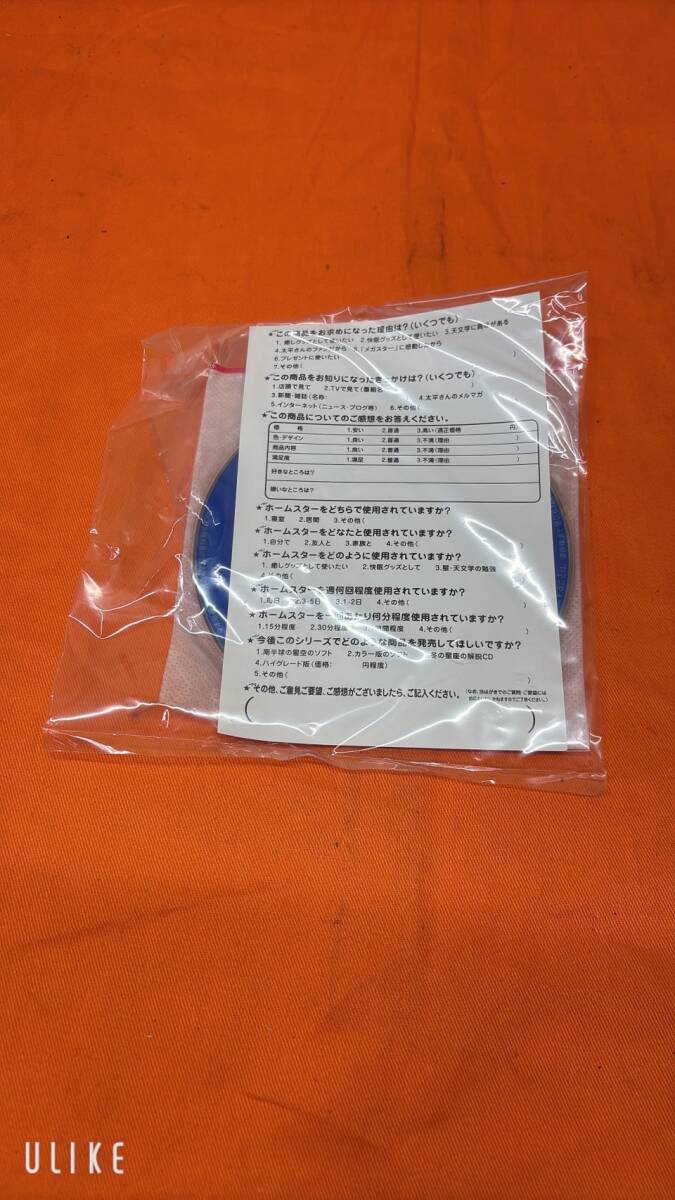 ★この商品をお求めになった理由は?(いくつでも)
1. 癒しグッズとして使いたい 2.快眠グッズとして使いたい 3.天文学に興味がある
4.太平さんのファンだから 5.「メガスター」に感動したから
6.プレゼントに使いたい )
7.その他(
★この商品をお知りになったきっかけは?(いくつでも)
1.店頭で見て 2.TVで見て(番組名 )
3.新聞・雑誌(名称: 4.太平さんのメルマガ
5.インターネット(ニュース・ブログ等) 6.その他( )
★この商品についてのご感想をお答えください。
価格 1.安い 2.普通 3.高い(適正価格 円)
色・デザイン 1.良い 2.普通 3.不満(理由 )
商品内容 1.良い 2.普通 3.不満(理由 )
満足度 1.満足 2.普通 3.不満(理由 )
好きなところは?
嫌いなところは?
★ホームスターをどちらで使用されていますか?
1.寝室 2.居間 3.その他( )
★ホームスターをどなたと使用されていますか?
1.自分で 2.友人と 3.家族と 4.その他( )
★ホームスターをどのように使用されていますか?
1. 癒しグッズとして使いたい 2.快眠グッズとして 3.星・天文学の勉強
4.その他( )
★ホームスターを週何回程度使用されていますか?
1.毎日 2.3-5日 3.1-2日 4.その他( )
★ホームスターを一回あたり何分程度使用されていますか?
1.15分程度 2.30分程度 3.1時間程度 4.その他( )
★今後このシリーズでどのような商品を発売してほしいですか?
1.南半球の星空のソフト 2.カラー版のソフト 冬の星座の解説CD
4.ハイグレード版(価格: 円程度)
5.その他( )
★その他、ご意見ご要望、ご感想がございましたら、ご記入ください。
( )
ULIKE